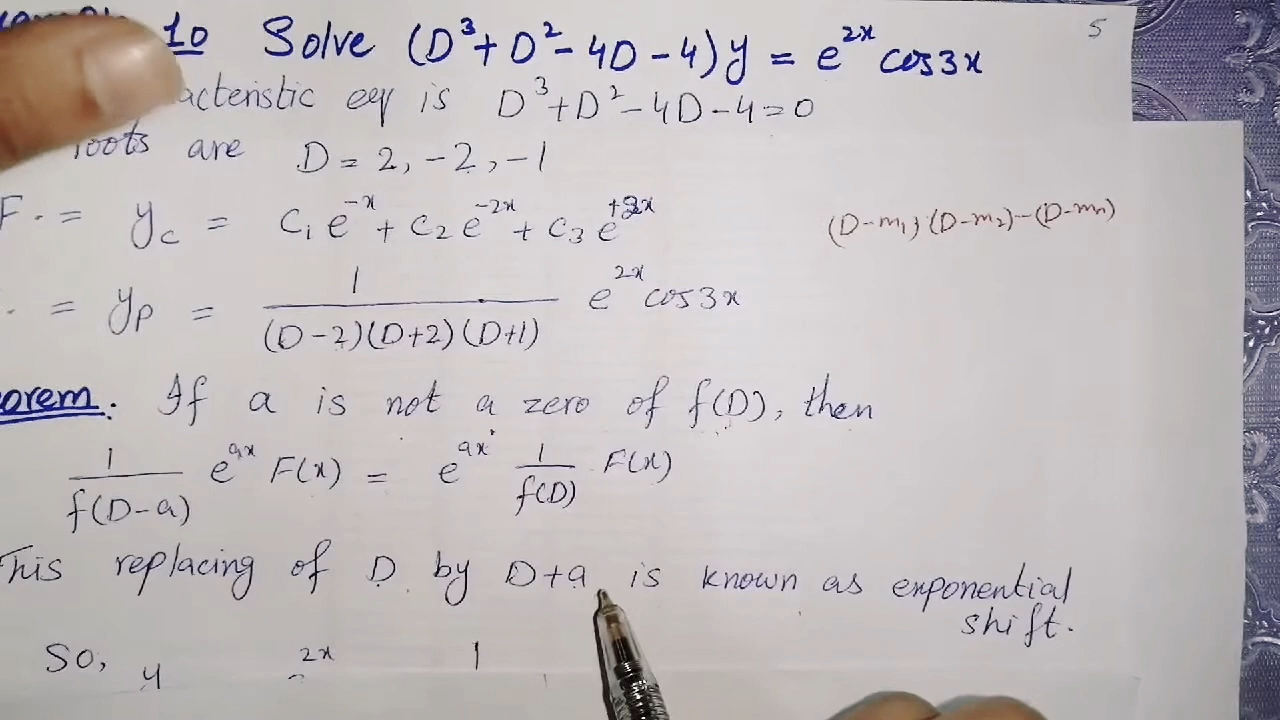 10 Solve (D³+D²-4D-4)y = e^{2x} cos3x
5
acteristic eq is D³+D²-4D-4=0
roots are D = 2, -2, -1
F. = y_c = c₁e^{-x} + c₂e^{-2x} + c₃e^{+2x}
(D-m₁)(D-m₂)-(D-mn)
. = yp = 1/((D-2)(D+2)(D+1)) e^{2x} cos3x
orem. If a is not a zero of f(D), then
1/f(D-a) e^{ax} F(x) = e^{ax} 1/f(D) F(x)
This replacing of D by D+a is known as exponential
shift.
So, y 2x 1